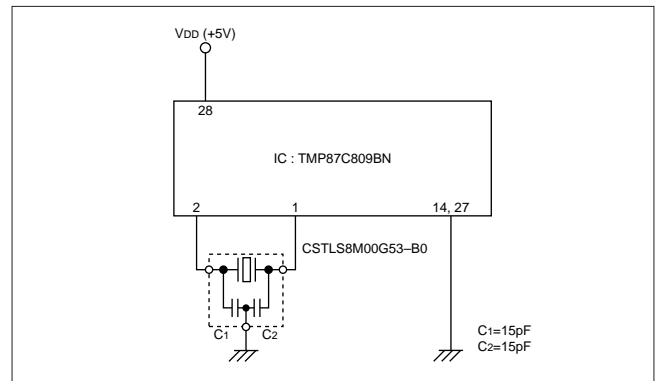 VDD (+5V)
28
IC : TMP87C809BN
2 1 14, 27
CSTLS8M00G53–B0
C1 C2
C1=15pF
C2=15pF